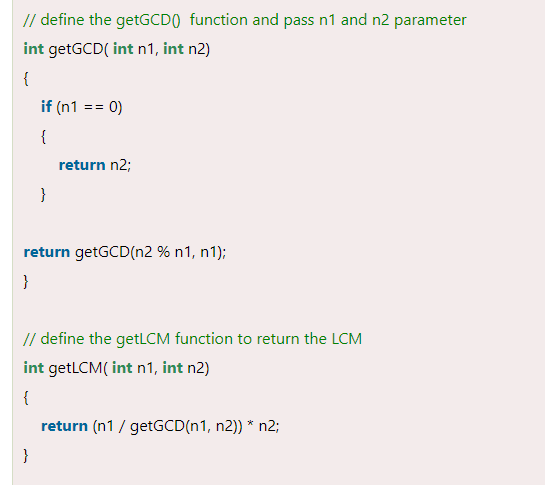 // define the getGCD()  function and pass n1 and n2 parameter
int getGCD( int n1, int n2)
{
if (n1 == 0)
{
return n2;
}
return getGCD(n2 % n1, n1);
}
// define the getLCM function to return the LCM
int getLCM( int n1, int n2)
{
return (n1 / getGCD(n1, n2)) * n2;
}